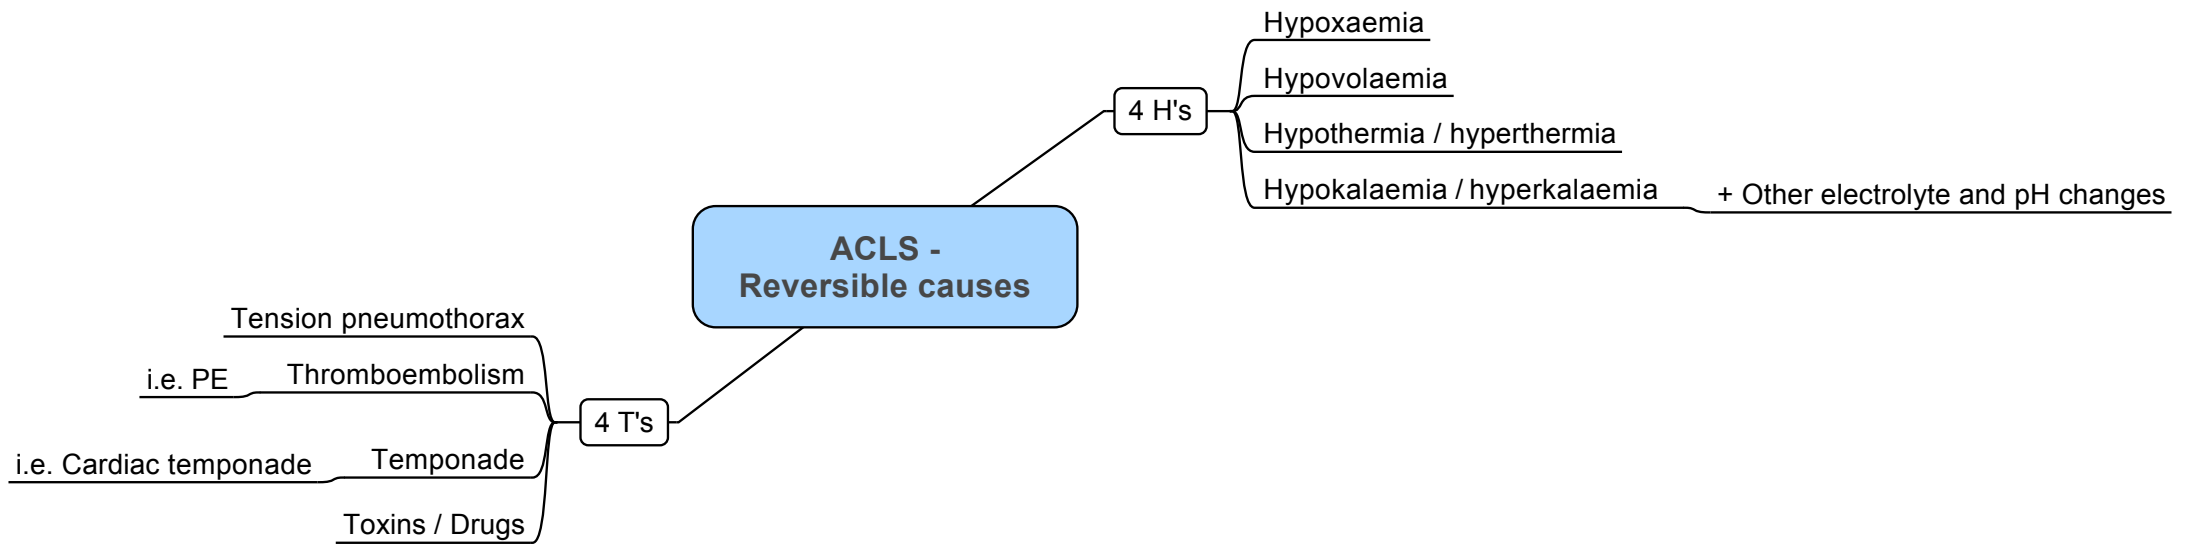 ACLS -
Reversible causes
4 H's
Hypoxaemia
Hypovolaemia
Hypothermia / hyperthermia
Hypokalaemia / hyperkalaemia
+ Other electrolyte and pH changes
4 T's
Tension pneumothorax
Thromboembolism
i.e. PE
Temponade
i.e. Cardiac temponade
Toxins / Drugs